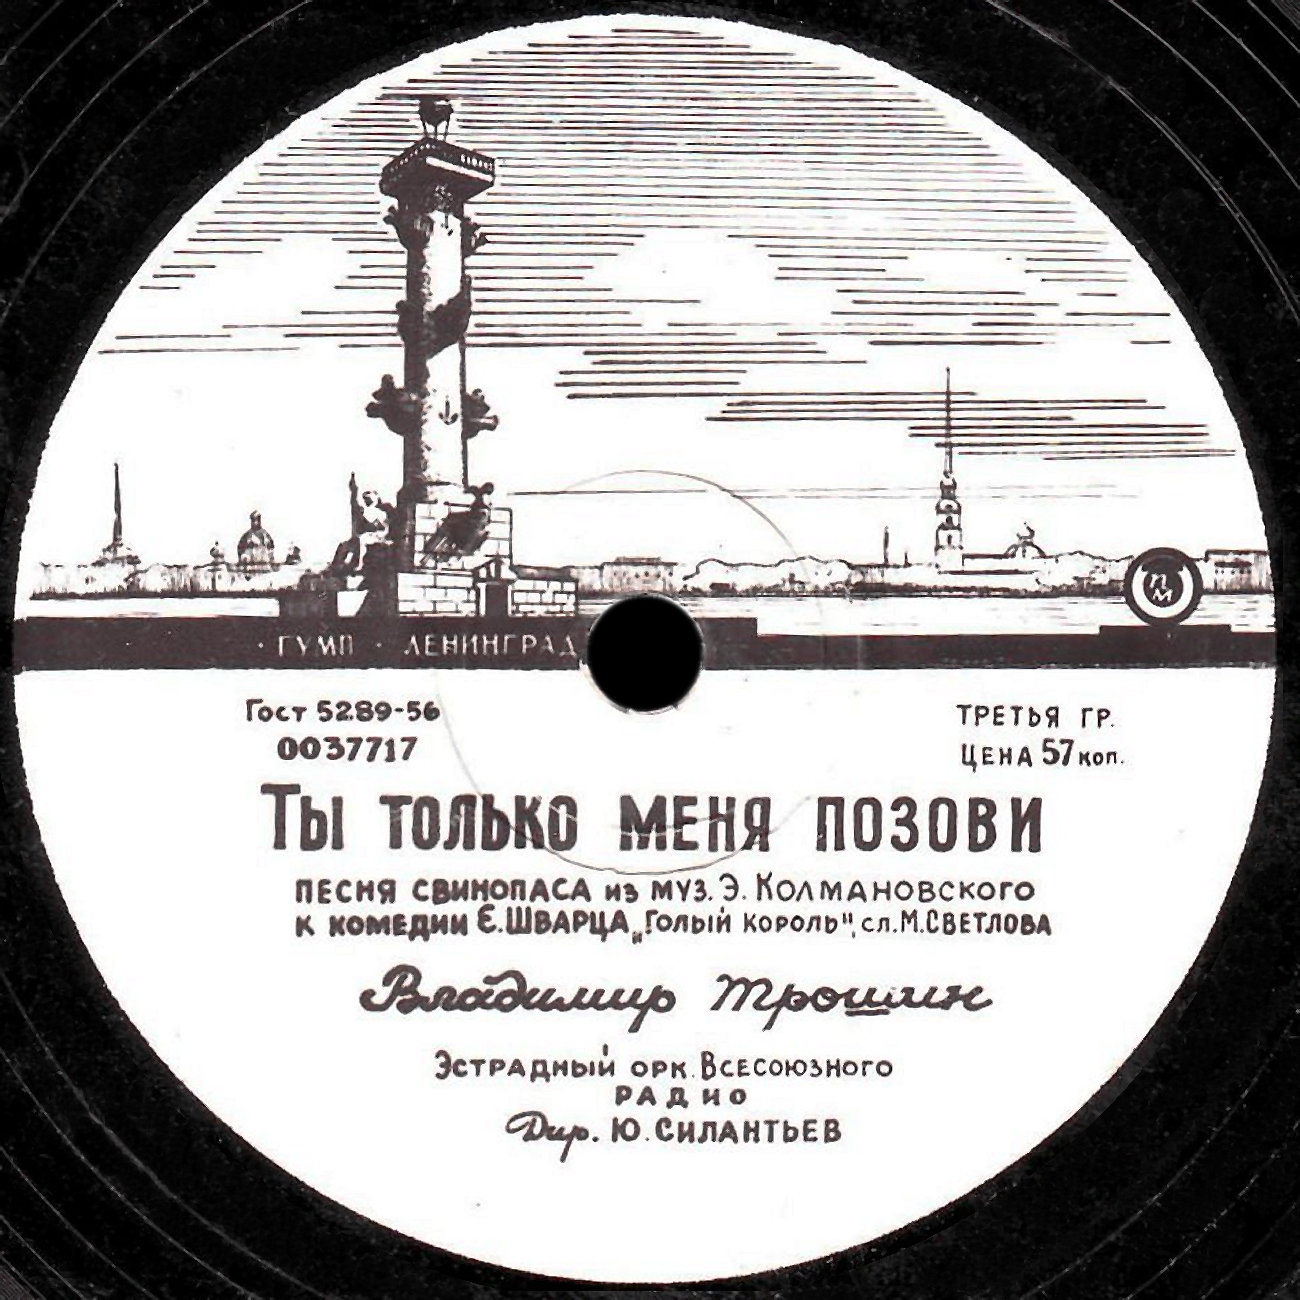 ПМ
· ГУМП · ЛЕНИНГРАД
Гост 5289-56
0037717
ТРЕТЬЯ ГР.
ЦЕНА 57 коп.
Ты только меня позови
песня свинопаса из муз. Э. Колмановского
к комедии Е. Шварца „Голый король", сл. М. Светлова
Владимир Трошин
Эстрадный орк. Всесоюзного
РАДИО
Дир. Ю. Силантьев